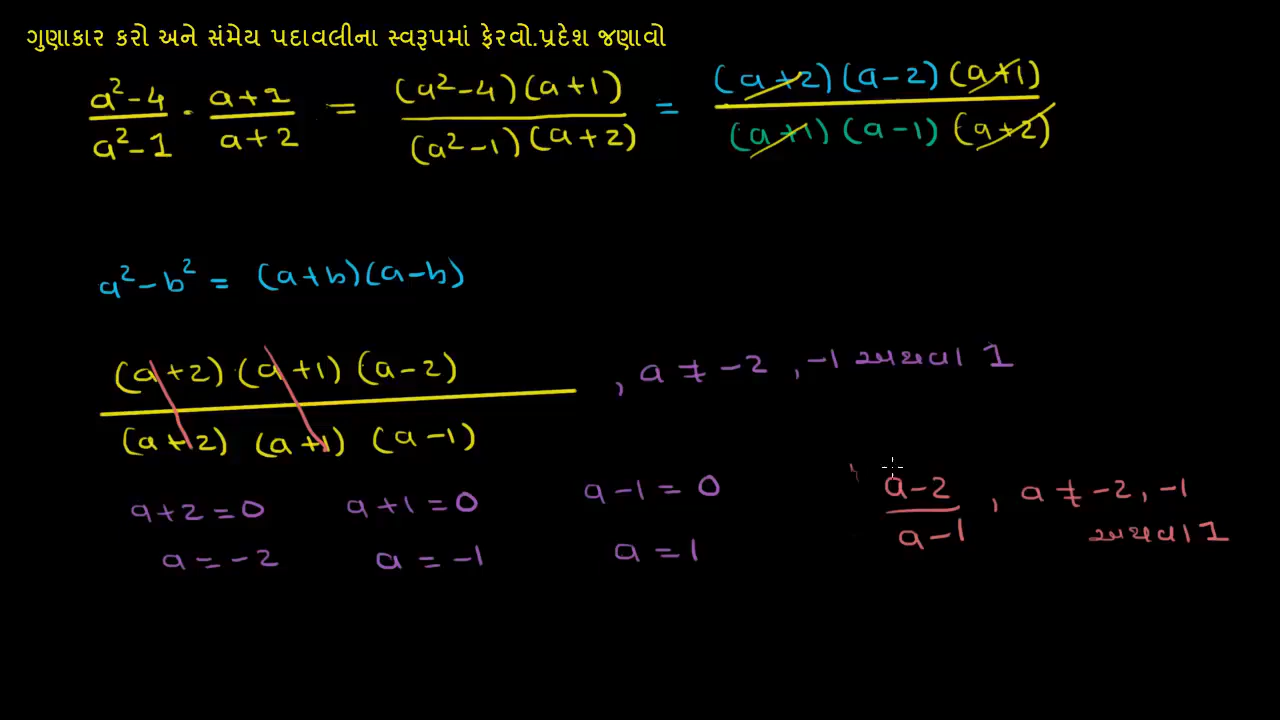 ગુણાકાર કરો અને સંમેય પદાવલીના સ્વરૂપમાં ફેરવો.પ્રદેશ જણાવો
a²-4/a²-1 · a+1/a+2 = (a²-4)(a+1)/(a²-1)(a+2) = (a+2)(a-2)(a+1)/(a+1)(a-1)(a+2)
a²-b² = (a+b)(a-b)
(a+2)(a+1)(a-2)/(a+2)(a+1)(a-1) , a ≠ -2, -1 અથવા 1
a+2=0 a+1=0 a-1=0
a=-2 a=-1 a=1
a-2/a-1 , a ≠ -2, -1
અથવા 1